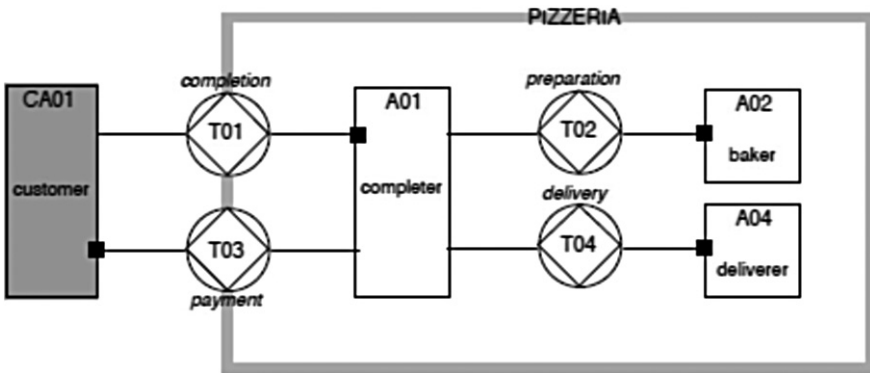 PIZZERIA
completion
preparation
CA01
T01
A01
T02
A02
baker
customer
completer
delivery
T03
T04
A04
deliverer
payment